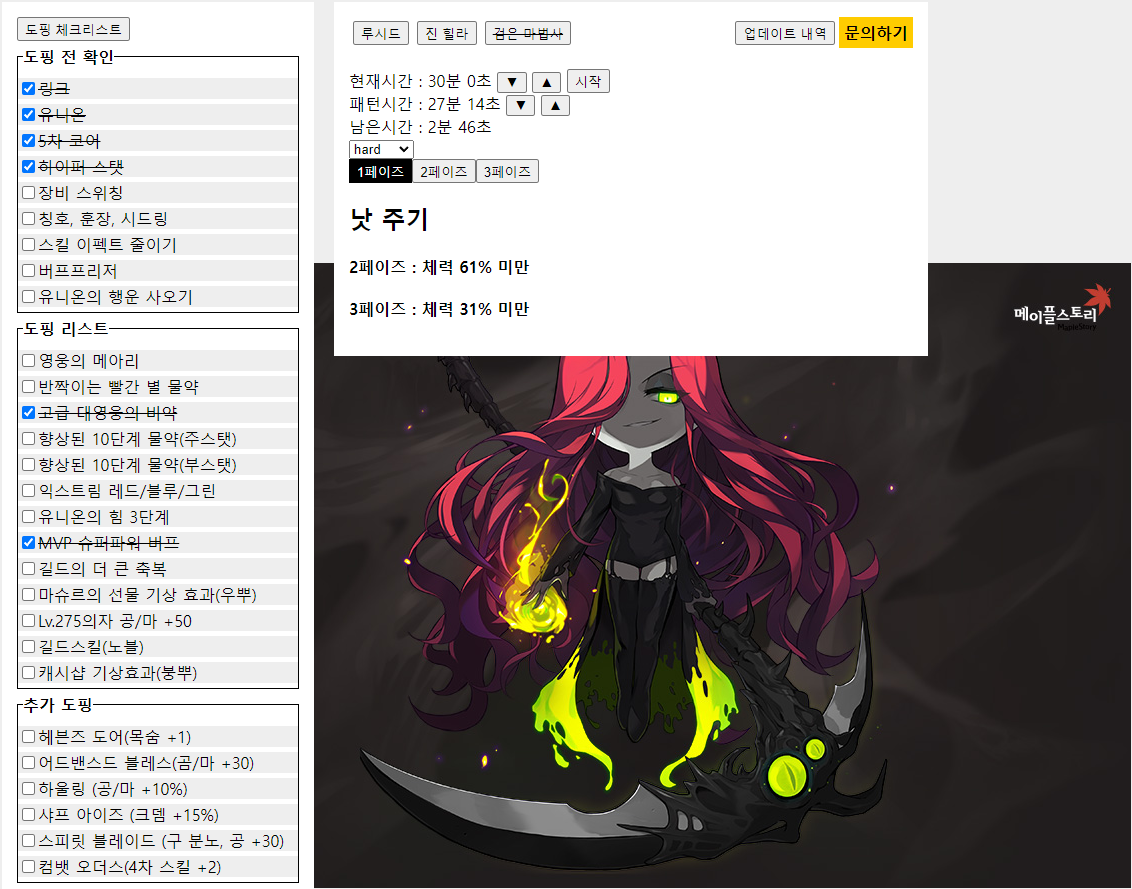 도핑 체크리스트
도핑 전 확인
링크
유니온
5차 코어
하이퍼 스탯
장비 스위칭
칭호, 훈장, 시드링
스킬 이펙트 줄이기
버프프리저
유니온의 행운 사오기
도핑 리스트
영웅의 메아리
반짝이는 빨간 별 물약
고급 대영웅의 비약
향상된 10단계 물약(주스탯)
향상된 10단계 물약(부스탯)
익스트림 레드/블루/그린
유니온의 힘 3단계
MVP 슈퍼파워 버프
길드의 더 큰 축복
마슈르의 선물 기상 효과(우뿌)
Lv.275의자 공/마 +50
길드스킬(노블)
캐시샵 기상효과(붕뿌)
추가 도핑
헤븐즈 도어(목숨 +1)
어드밴스드 블레스(곰/마 +30)
하울링 (공/마 +10%)
샤프 아이즈 (크뎀 +15%)
스피릿 블레이드 (구 분노, 공 +30)
컴뱃 오더스(4차 스킬 +2)
루시드 진 힐라 검은 마법사 업데이트 내역 문의하기
현재시간 : 30분 0초 ▼ ▲ 시작
패턴시간 : 27분 14초 ▼ ▲
남은시간 : 2분 46초
hard
1페이즈 2페이즈 3페이즈
낫 주기
2페이즈 : 체력 61% 미만
3페이즈 : 체력 31% 미만
메이플스토리
MapleStory